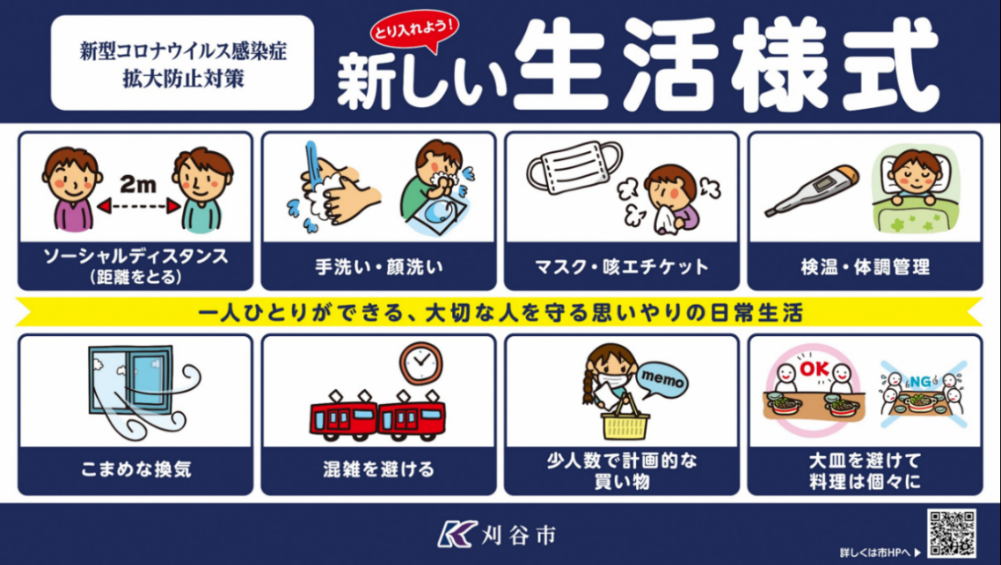 新型コロナウイルス感染症
拡大防止対策
とり入れよう!
新しい生活様式
2m
ソーシャルディスタンス
(距離をとる)
手洗い・顔洗い
マスク・咳エチケット
検温・体調管理
一人ひとりができる、大切な人を守る思いやりの日常生活
こまめな換気
混雑を避ける
memo
少人数で計画的な
買い物
OK
NG
大皿を避けて
料理は個々に
刈谷市
詳しくは市HPへ▶